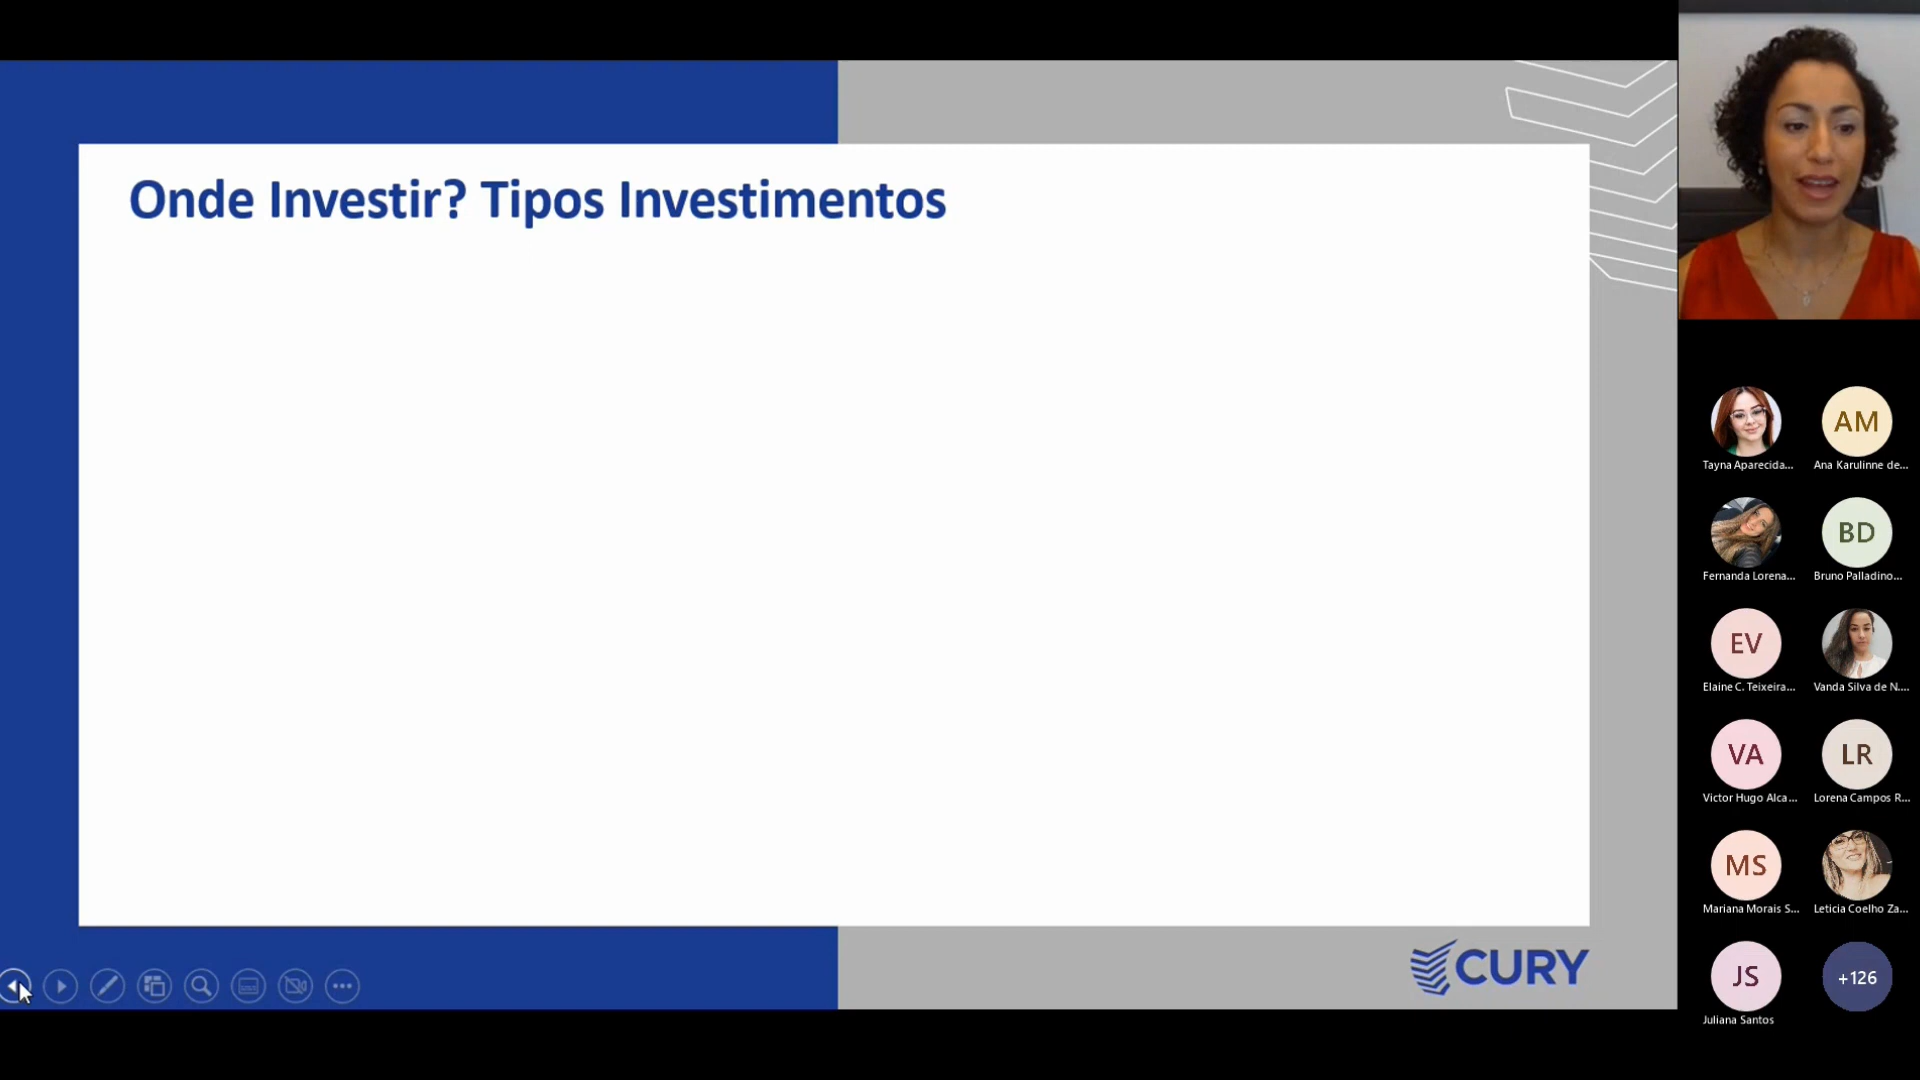 Onde Investir? Tipos Investimentos
CURY
Tayna Aparecida...
AM
Ana Karulinne de...
Fernanda Lorena...
BD
Bruno Palladino...
EV
Elaine C. Teixeira...
Vanda Silva de N....
VA
Victor Hugo Alca...
LR
Lorena Campos R...
MS
Mariana Morais S...
Leticia Coelho Za...
JS
Juliana Santos
+126